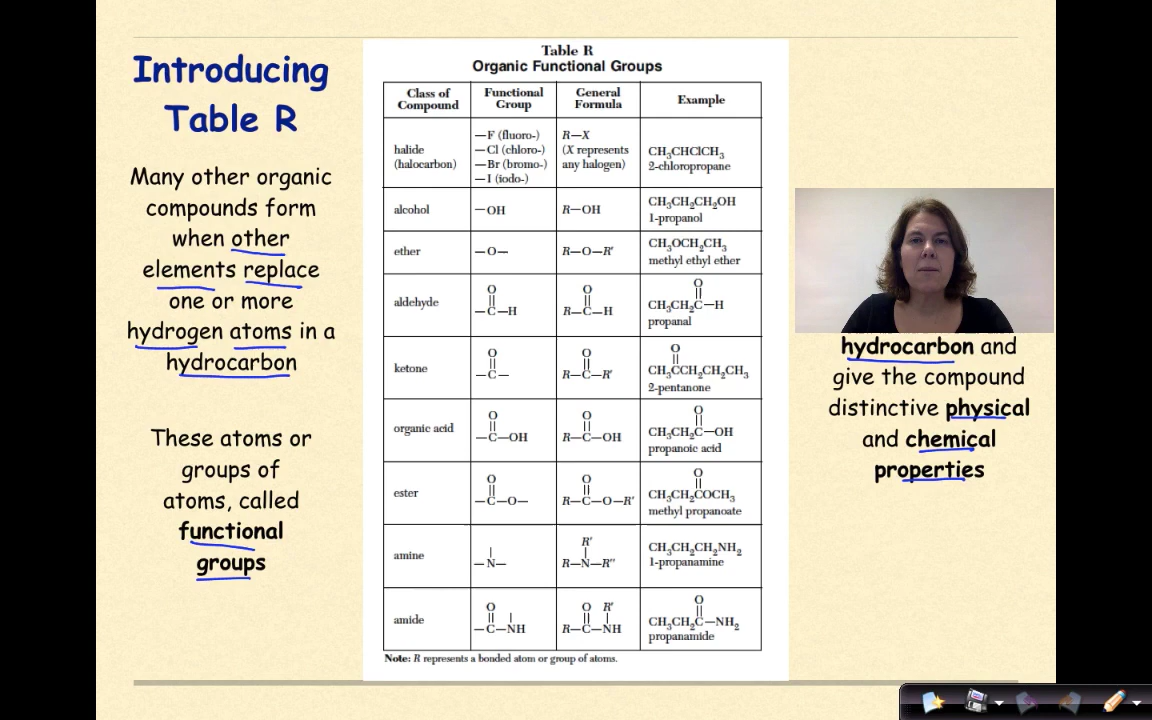 Introducing
Table R
Many other organic
compounds form
when other
elements replace
one or more
hydrogen atoms in a
hydrocarbon
These atoms or
groups of
atoms, called
functional
groups
Table R
Organic Functional Groups
Class of Compound Functional Group General Formula Example
halide (halocarbon) —F (fluoro-) —Cl (chloro-) —Br (bromo-) —I (iodo-) R—X (X represents any halogen) CH₃CHClCH₃ 2-chloropropane
alcohol —OH R—OH CH₃CH₂CH₂OH 1-propanol
ether —O— R—O—R′ CH₃OCH₂CH₃ methyl ethyl ether
aldehyde O || —C—H O || R—C—H O || CH₃CH₂C—H propanal
ketone O || —C— O || R—C—R′ O || CH₃CCH₂CH₂CH₃ 2-pentanone
organic acid O || —C—OH O || R—C—OH O || CH₃CH₂C—OH propanoic acid
ester O || —C—O— O || R—C—O—R′ O || CH₃CH₂COCH₃ methyl propanoate
amine | —N— R′ | R—N—R″ CH₃CH₂CH₂NH₂ 1-propanamine
amide O || | —C—NH O R′ || | R—C—NH O || CH₃CH₂C—NH₂ propanamide
Note: R represents a bonded atom or group of atoms.
hydrocarbon and
give the compound
distinctive physical
and chemical
properties